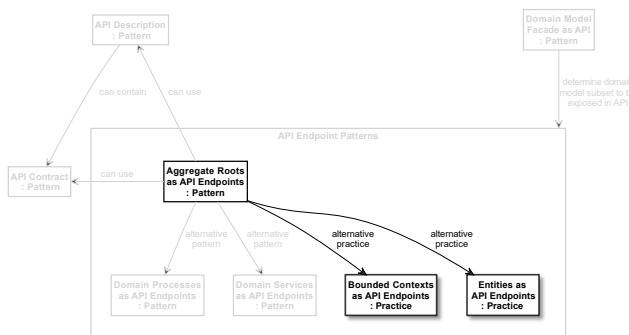 API Description
: Pattern
Domain Model
Facade as API
: Pattern
can contain
can use
determine domai
model subset to b
exposed in API
API Endpoint Patterns
API Contract
: Pattern
can use
Aggregate Roots
as API Endpoints
: Pattern
alternative
pattern
alternative
pattern
alternative
practice
alternative
practice
Domain Processes
as API Endpoints
: Pattern
Domain Services
as API Endpoints
: Pattern
Bounded Contexts
as API Endpoints
: Practice
Entities as
API Endpoints
: Practice